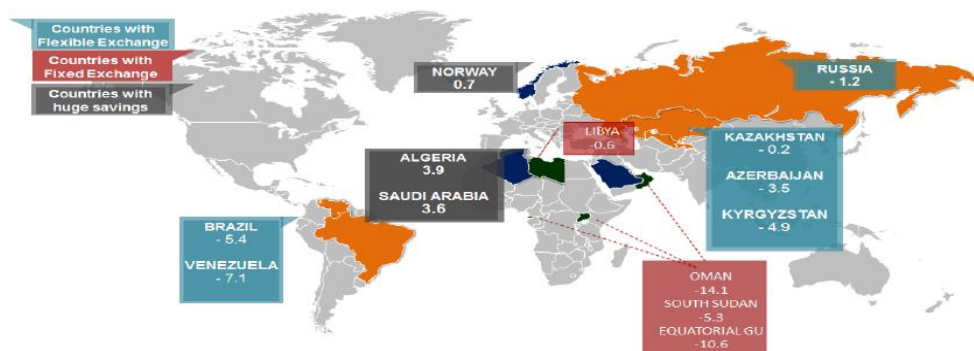 Countries with
Flexible Exchange
Countries with
Fixed Exchange
Countries with
huge savings
NORWAY
0.7
RUSSIA
- 1.2
LIBYA
-0.6
ALGERIA
3.9
SAUDI ARABIA
3.6
KAZAKHSTAN
- 0.2
AZERBAIJAN
- 3.5
KYRGYZSTAN
- 4.9
BRAZIL
- 5.4
VENEZUELA
- 7.1
OMAN
-14.1
SOUTH SUDAN
-5.3
EQUATORIAL GU
-10.6